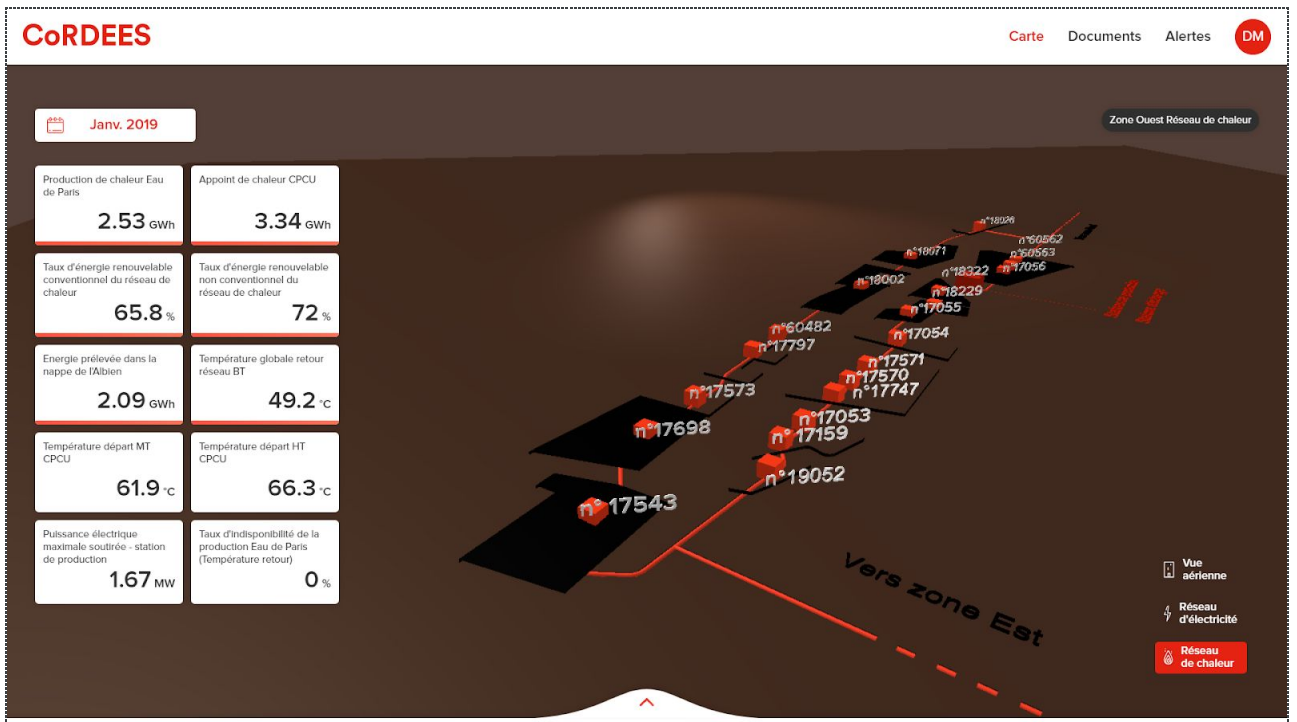 CoRDEES
Carte
Documents
Alertes
DM
Janv. 2019
Zone Ouest Réseau de chaleur
Production de chaleur Eau
de Paris
2.53 GWh
Appoint de chaleur CPCU
3.34 GWh
Taux d'énergie renouvelable
conventionnel du réseau de
chaleur
65.8 %
Taux d'énergie renouvelable
non conventionnel du
réseau de chaleur
72 %
Energie prélevée dans la
nappe de l'Albien
2.09 GWh
Température globale retour
réseau BT
49.2 °C
Température départ MT
CPCU
61.9 °C
Température départ HT
CPCU
66.3 °C
Puissance électrique
maximale soutirée - station
de production
1.67 MW
Taux d'indisponibilité de la
production Eau de Paris
(Température retour)
0 %
n°18026
n°60562
n°60563
n°17056
n°18071
n°18322
n°18002
n°18229
n°17055
n°60482
n°17054
n°17797
n°17571
n°17570
n°17747
n°17573
n°17053
n°17698
n°17159
n°19052
n°17543
Vers zone Est
Vue
aérienne
Réseau
d'électricité
Réseau
de chaleur